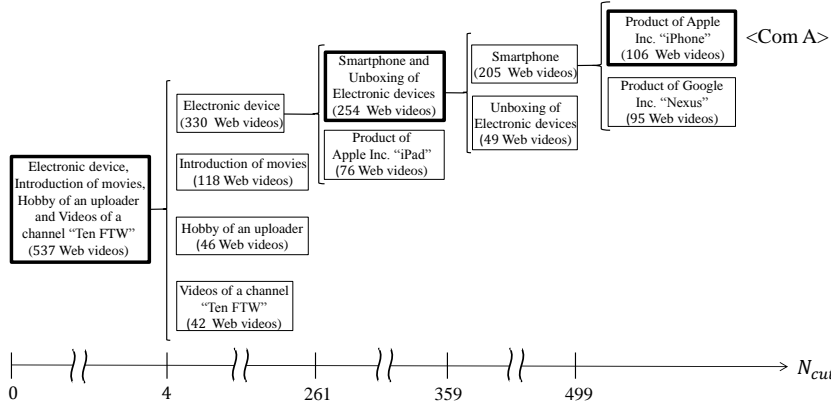 Electronic device,
Introduction of movies,
Hobby of an uploader
and Videos of a
channel “Ten FTW”
(537 Web videos)
Electronic device
(330 Web videos)
Introduction of movies
(118 Web videos)
Hobby of an uploader
(46 Web videos)
Videos of a channel
“Ten FTW”
(42 Web videos)
Smartphone and
Unboxing of
Electronic devices
(254 Web videos)
Product of
Apple Inc. “iPad”
(76 Web videos)
Smartphone
(205 Web videos)
Unboxing of
Electronic devices
(49 Web videos)
Product of Apple
Inc. “iPhone”
(106 Web videos)
<Com A>
Product of Google
Inc. “Nexus”
(95 Web videos)
0 4 261 359 499
N_cut